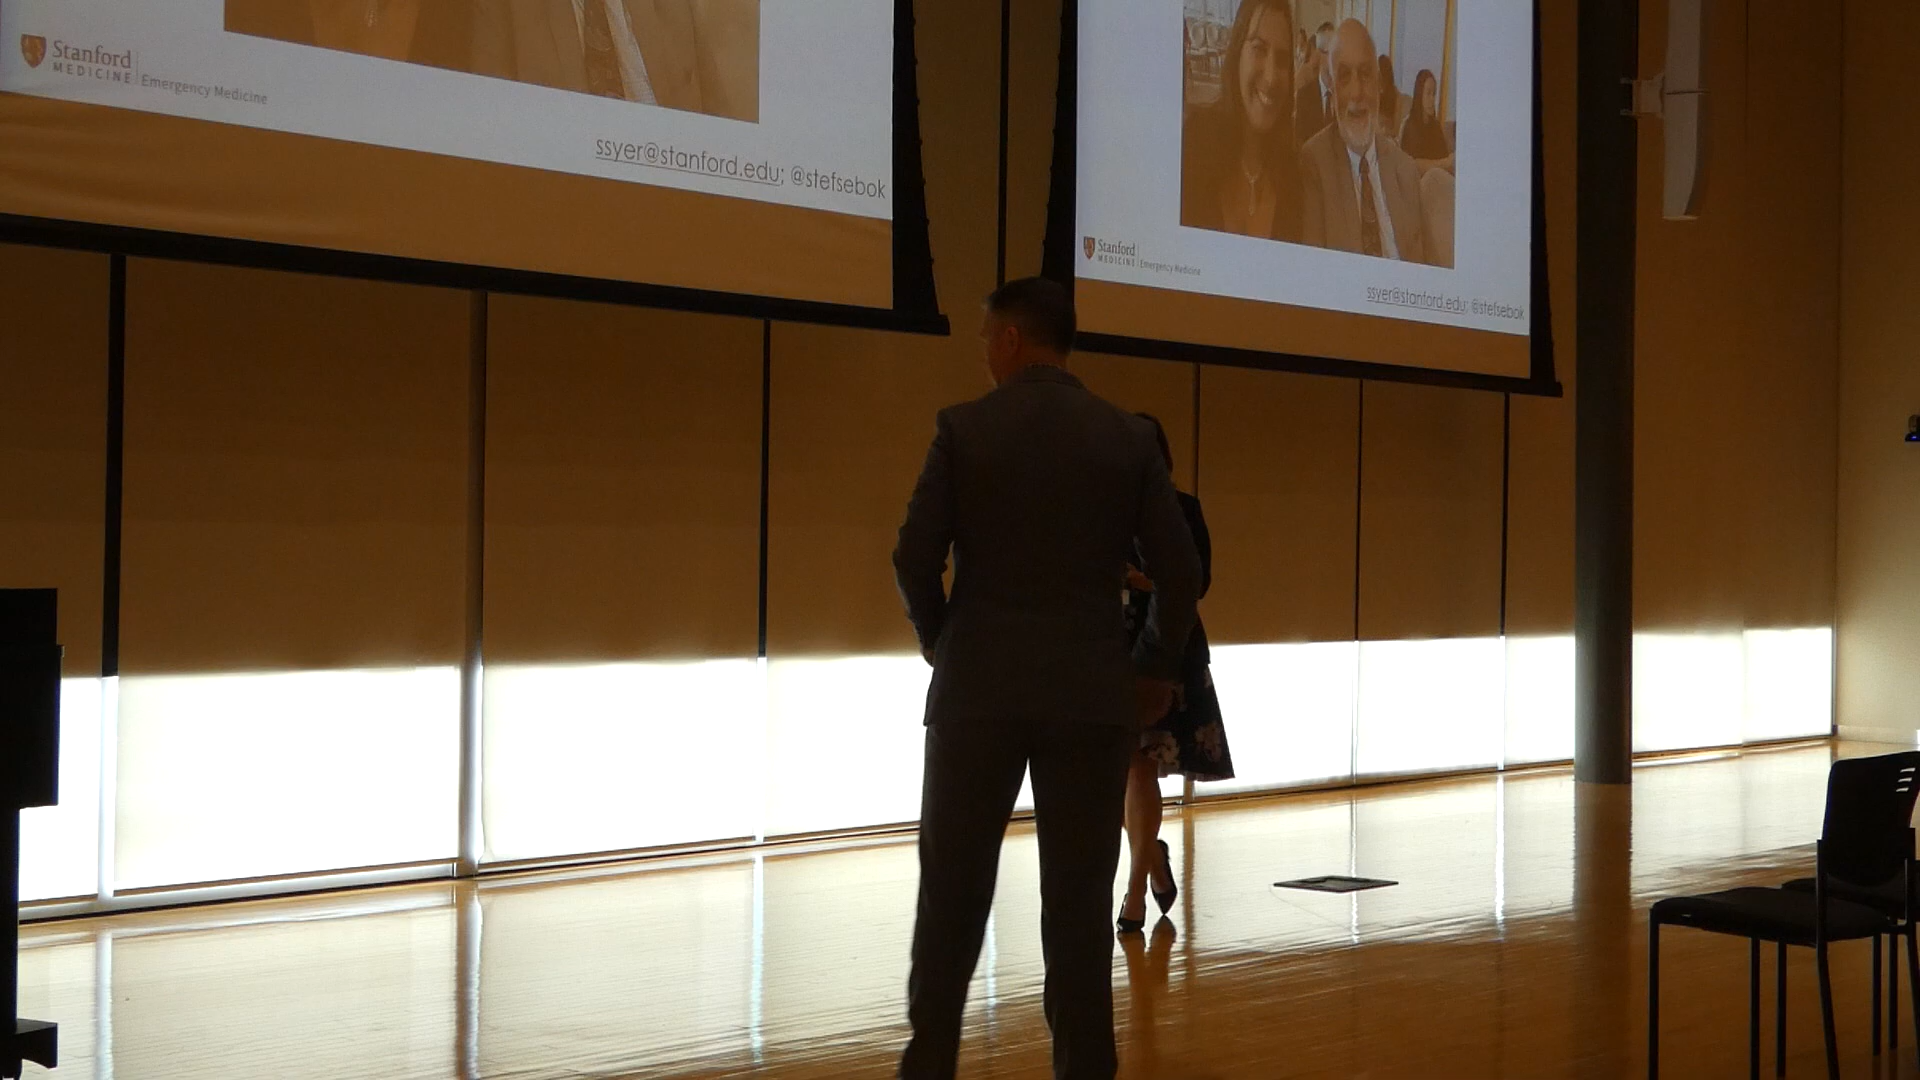 Stanford
MEDICINE
Emergency Medicine
ssyer@stanford.edu; @stefsebok
Stanford
MEDICINE
Emergency Medicine
ssyer@stanford.edu; @stefsebok